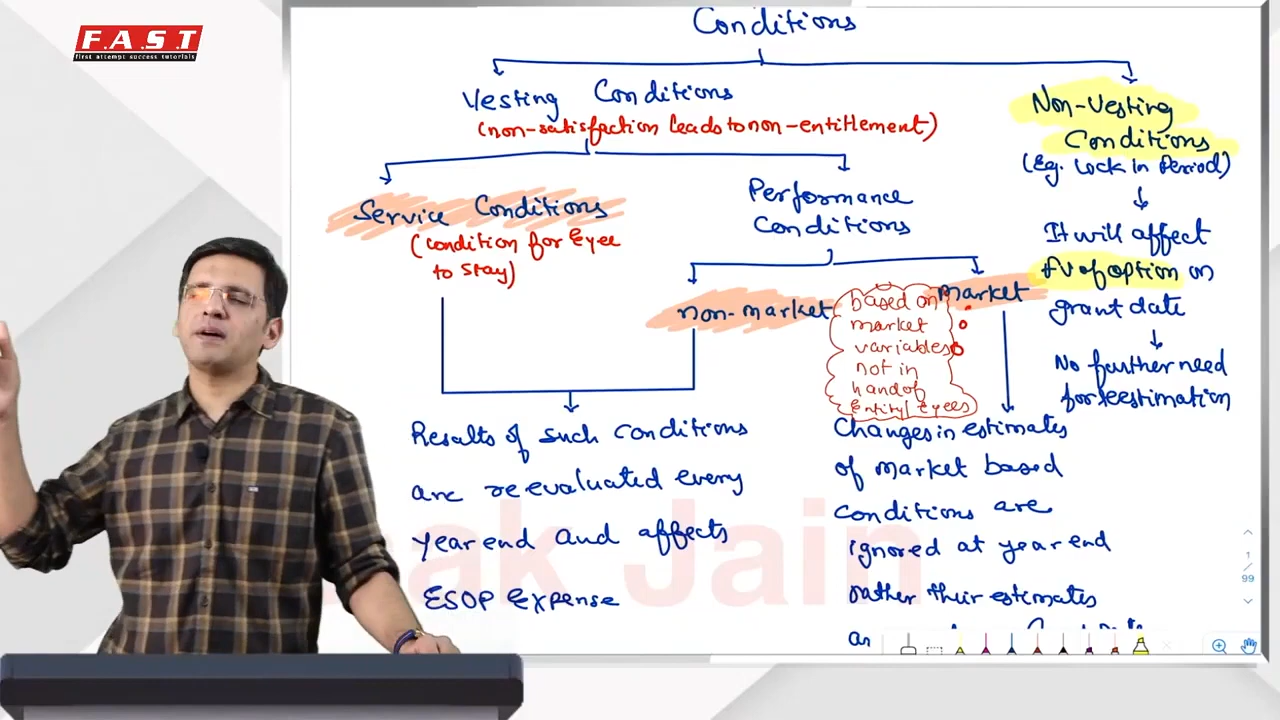 F.A.S.T
first attempt success tutorials
Conditions
Vesting Conditions
(non-satisfaction leads to non-entitlement)
Service Conditions
(condition for Eyee
to stay)
Performance
Conditions
non-market
market
based on
market
variables
not in
hand of
entity/Eyees
Non-Vesting
Conditions
(Eg. Lock In Period)
It will affect
FV of option on
grant date
No further need
for reestimation
Results of such conditions
are reevaluated every
year end and affects
ESOP Expense
Changes in estimates
of market based
conditions are
ignored at year end
rather their estimates
ak Jain
1
/
99